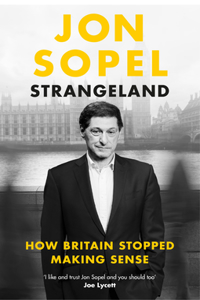 JON
SOPEL
STRANGELAND
HOW BRITAIN STOPPED
MAKING SENSE
'I like and trust Jon Sopel and you should too'
Joe Lycett